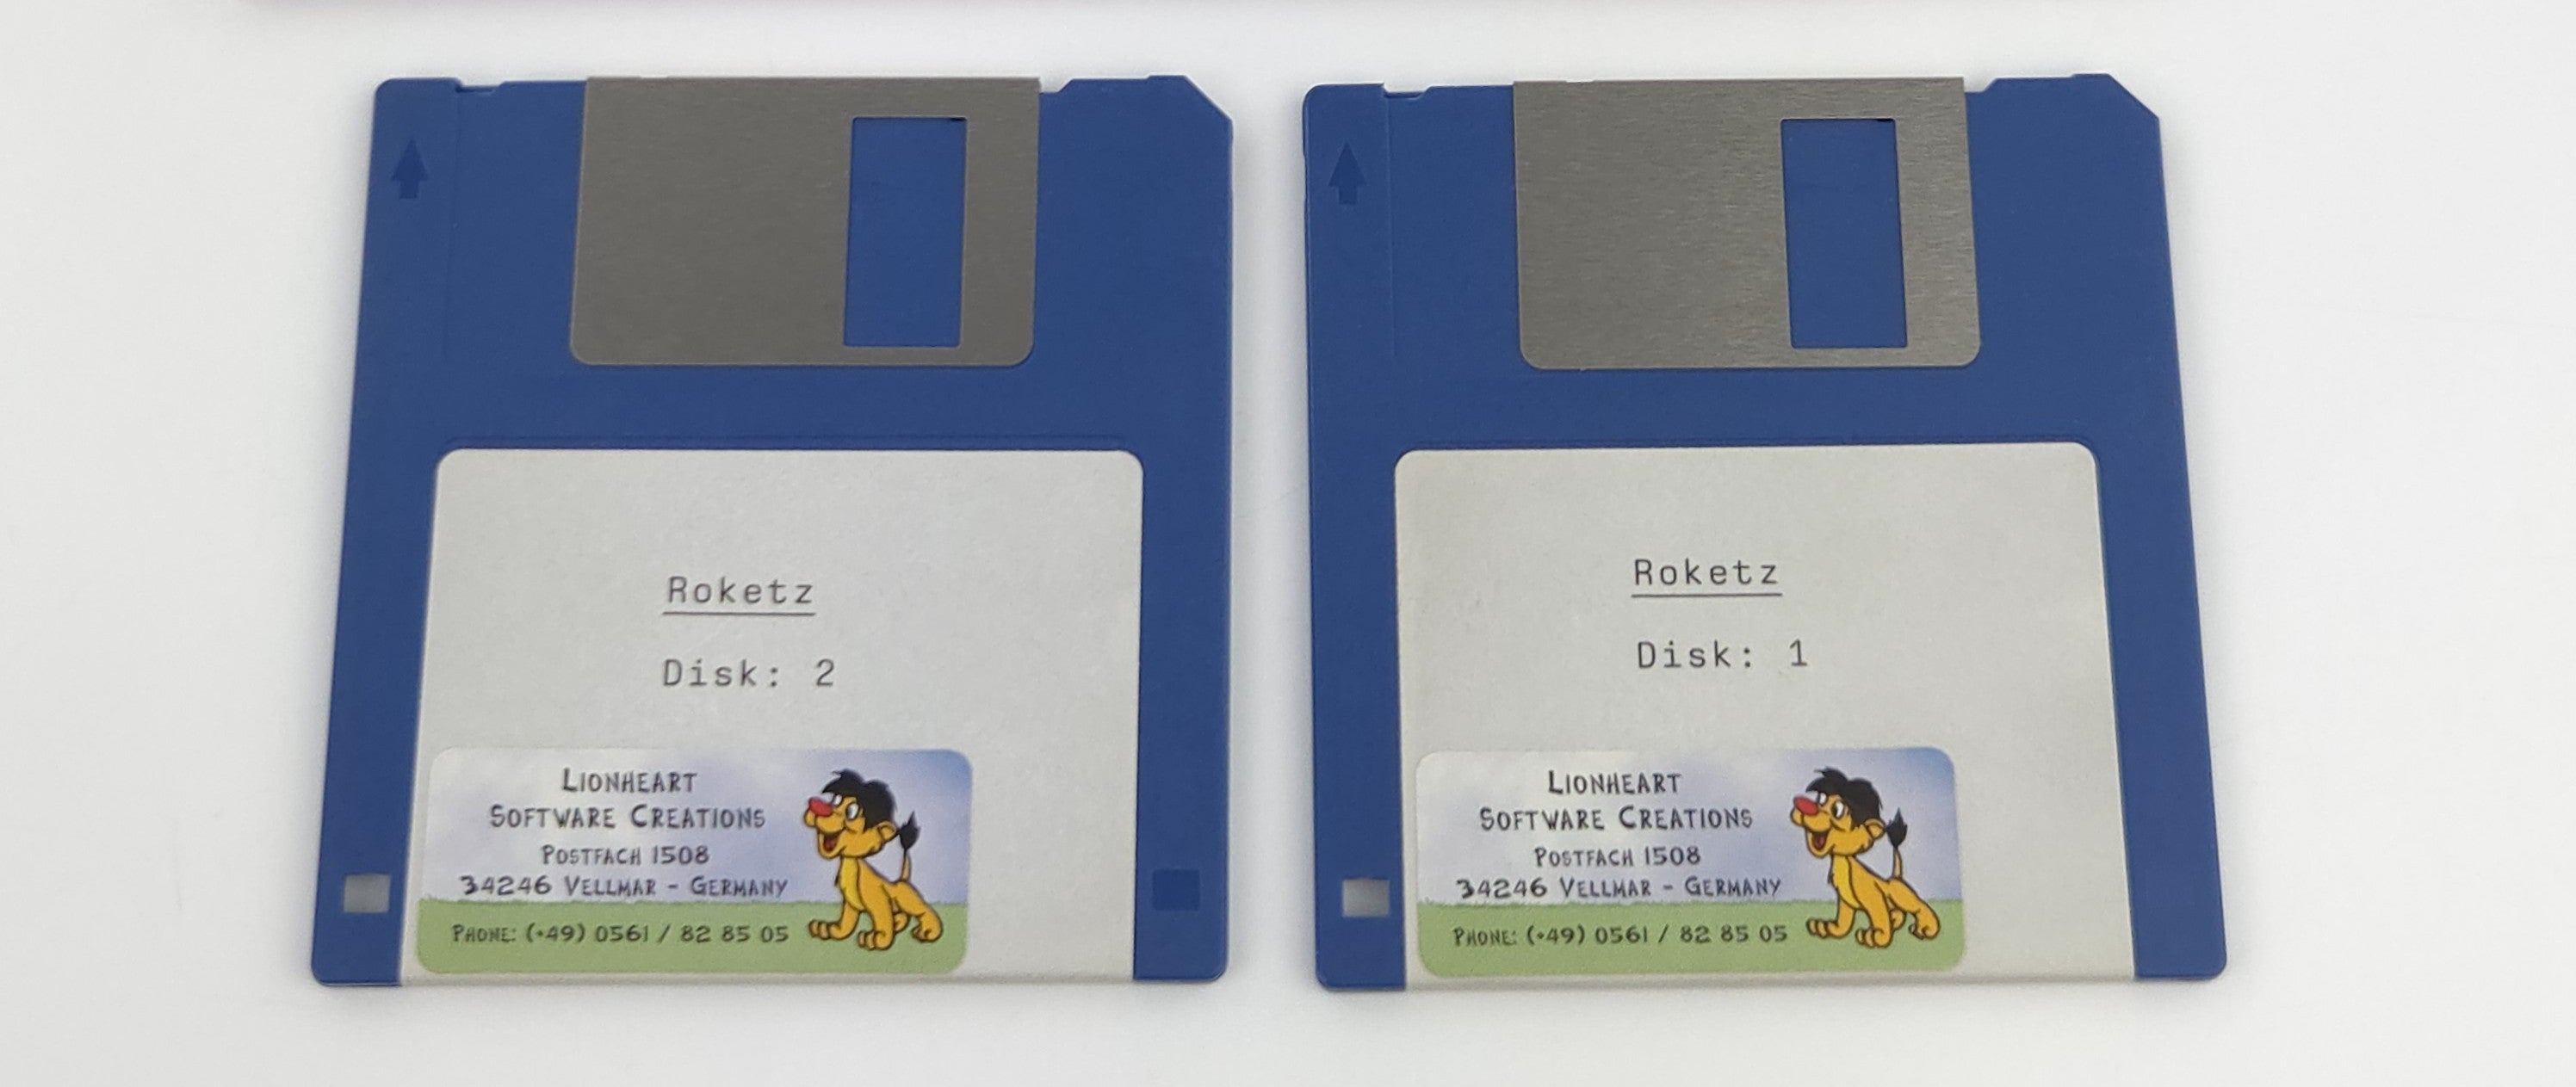 Roketz
Disk: 2
LIONHEART
SOFTWARE CREATIONS
POSTFACH 1508
34246 VELLMAR - GERMANY
PHONE: (+49) 0561 / 82 85 05
Roketz
Disk: 1
LIONHEART
SOFTWARE CREATIONS
POSTFACH 1508
34246 VELLMAR - GERMANY
PHONE: (+49) 0561 / 82 85 05